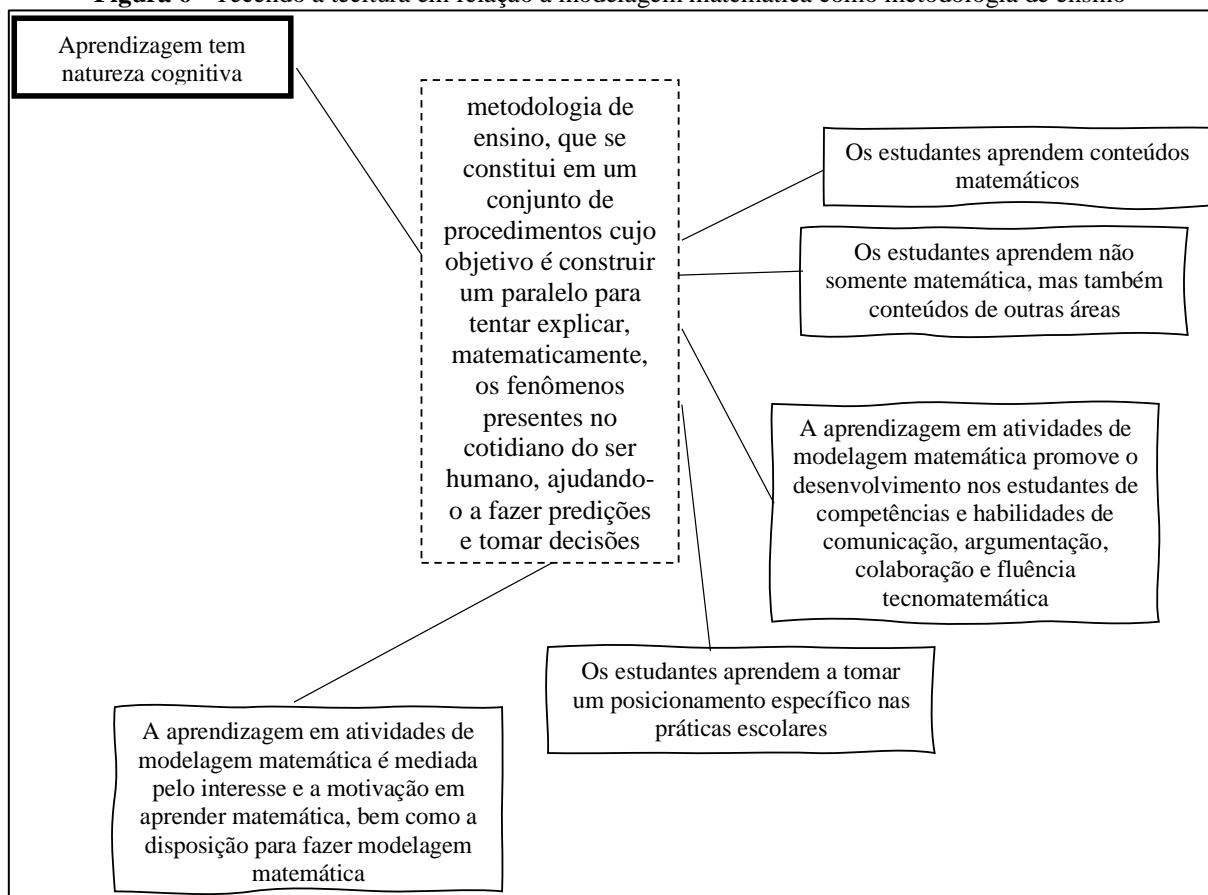 Aprendizagem tem
natureza cognitiva
metodologia de
ensino, que se
constitui em um
conjunto de
procedimentos cujo
objetivo é construir
um paralelo para
tentar explicar,
matematicamente,
os fenômenos
presentes no
cotidiano do ser
humano, ajudando-
o a fazer predições
e tomar decisões
Os estudantes aprendem conteúdos
matemáticos
Os estudantes aprendem não
somente matemática, mas também
conteúdos de outras áreas
A aprendizagem em atividades de
modelagem matemática promove o
desenvolvimento nos estudantes de
competências e habilidades de
comunicação, argumentação,
colaboração e fluência
tecnomatemática
Os estudantes aprendem a tomar
um posicionamento específico nas
práticas escolares
A aprendizagem em atividades de
modelagem matemática é mediada
pelo interesse e a motivação em
aprender matemática, bem como a
disposição para fazer modelagem
matemática